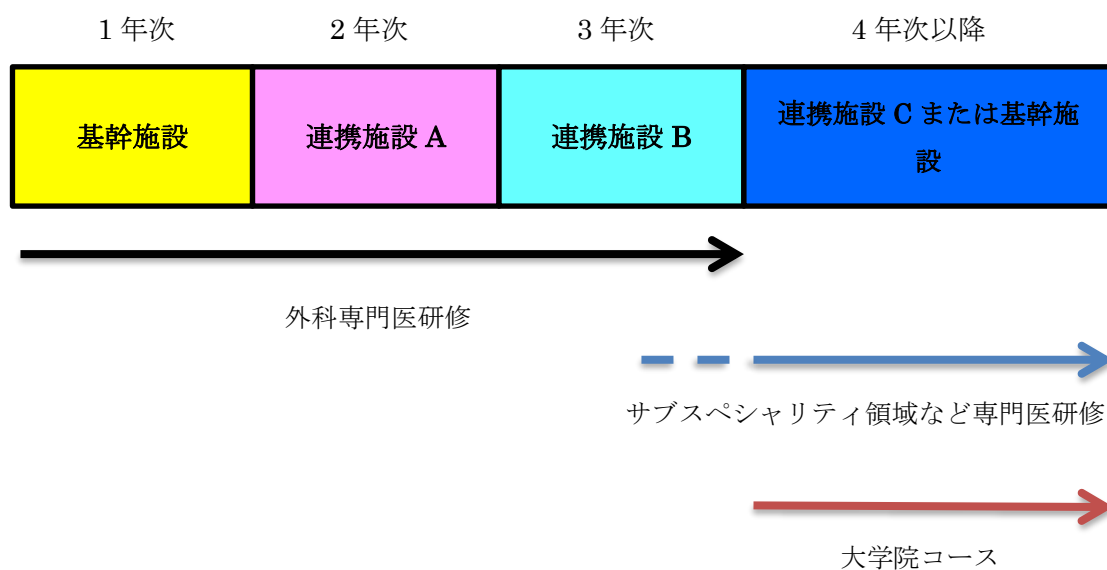 1 年次
2 年次
3 年次
4 年次以降
基幹施設
連携施設 A
連携施設 B
連携施設 C または基幹施
設
外科専門医研修
サブスペシャリティ領域など専門医研修
大学院コース